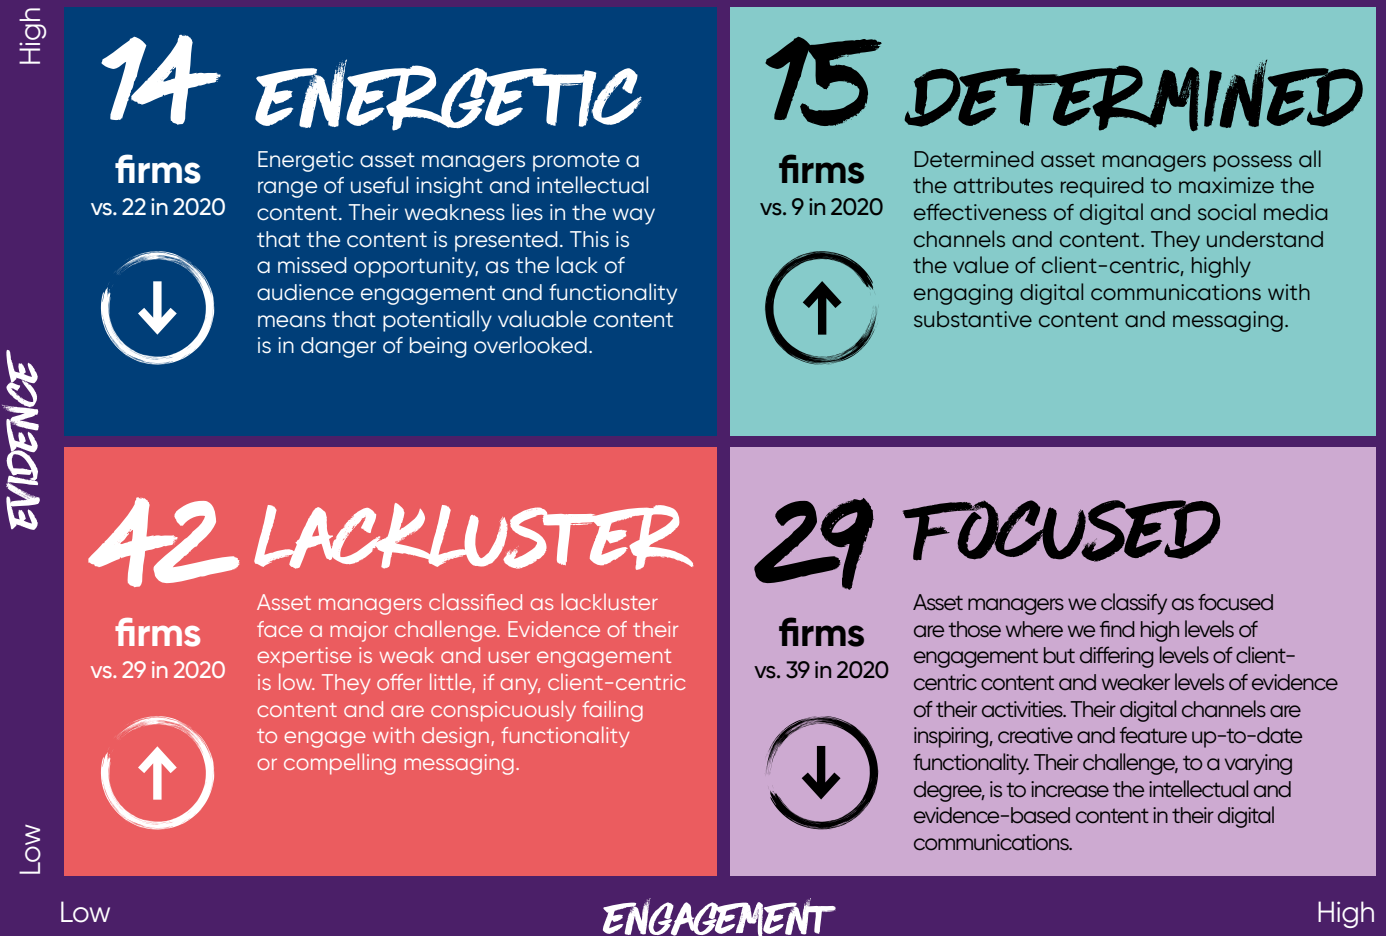 High
14 ENERGETIC
firms
vs. 22 in 2020
Energetic asset managers promote a
range of useful insight and intellectual
content. Their weakness lies in the way
that the content is presented. This is
a missed opportunity, as the lack of
audience engagement and functionality
means that potentially valuable content
is in danger of being overlooked.
15 DETERMINED
firms
vs. 9 in 2020
Determined asset managers possess all
the attributes required to maximize the
effectiveness of digital and social media
channels and content. They understand
the value of client-centric, highly
engaging digital communications with
substantive content and messaging.
EVIDENCE
42 LACKLUSTER
firms
vs. 29 in 2020
Asset managers classified as lackluster
face a major challenge. Evidence of their
expertise is weak and user engagement
is low. They offer little, if any, client-centric
content and are conspicuously failing
to engage with design, functionality
or compelling messaging.
29 FOCUSED
firms
vs. 39 in 2020
Asset managers we classify as focused
are those where we find high levels of
engagement but differing levels of client-
centric content and weaker levels of evidence
of their activities. Their digital channels are
inspiring, creative and feature up-to-date
functionality. Their challenge, to a varying
degree, is to increase the intellectual and
evidence-based content in their digital
communications.
Low
Low
ENGAGEMENT
High